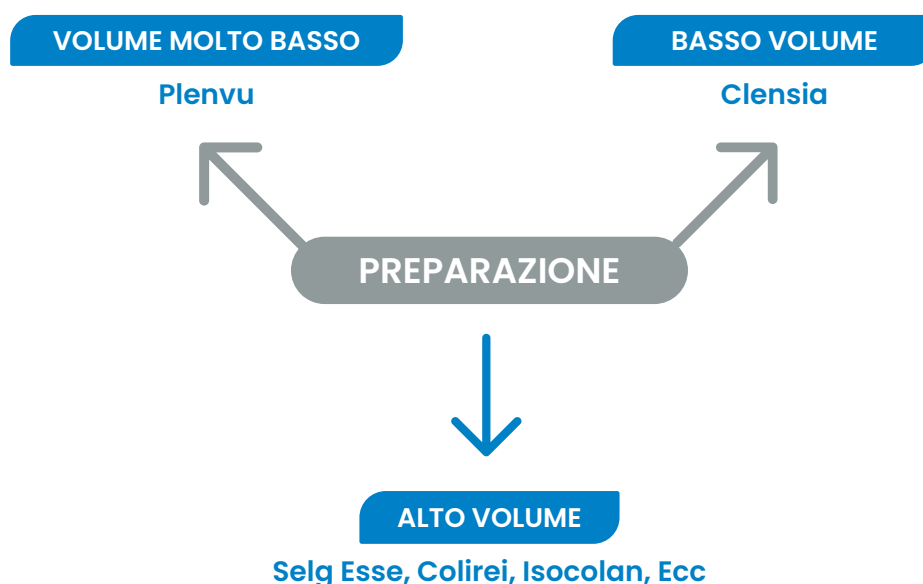 VOLUME MOLTO BASSO
Plenvu
BASSO VOLUME
Clensia
PREPARAZIONE
ALTO VOLUME
Selg Esse, Colirei, Isocolan, Ecc